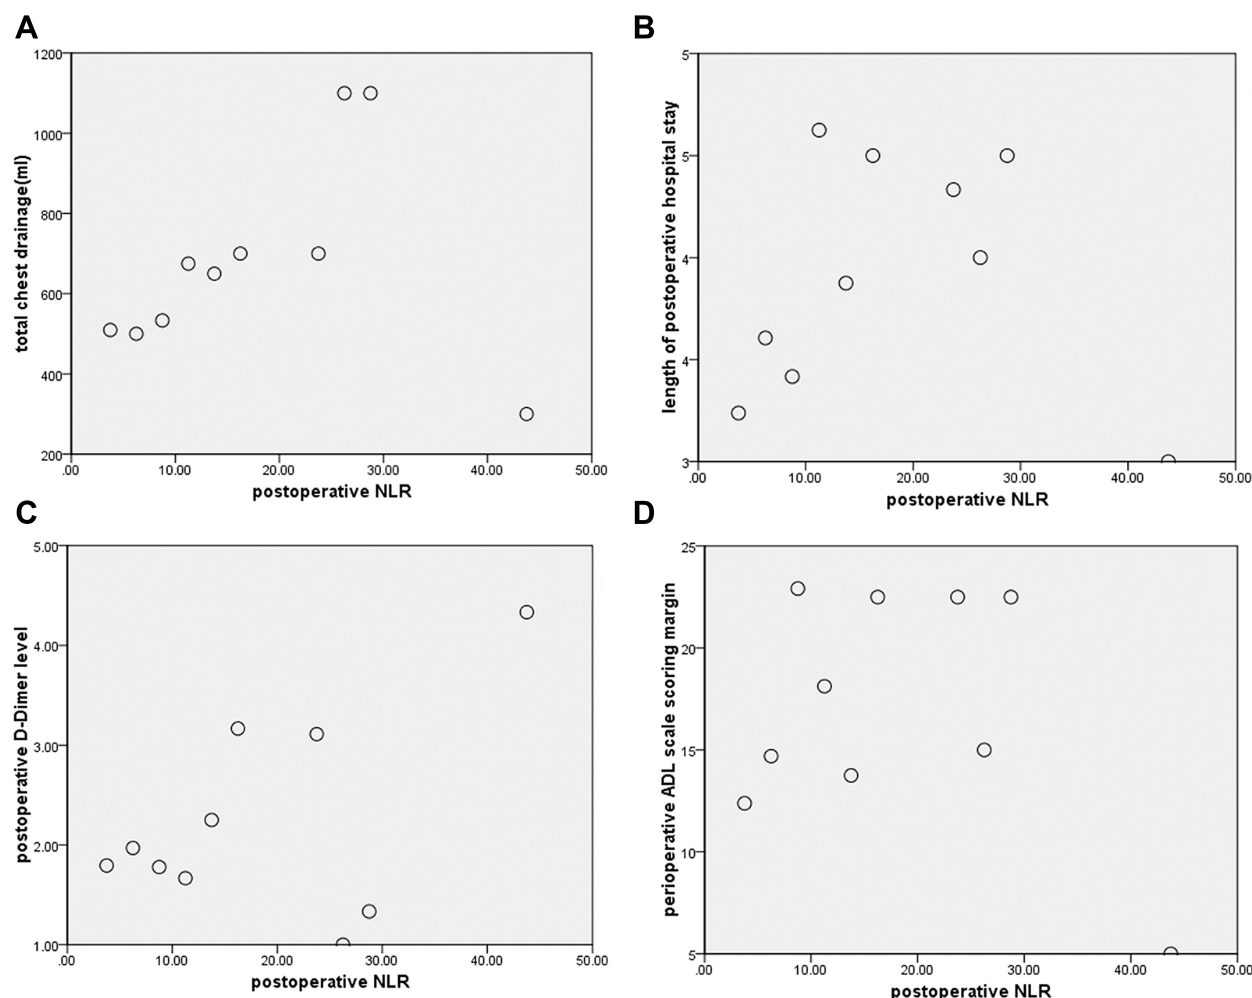 A
1200
1000
800
600
400
200
total chest drainage(ml)
.00 10.00 20.00 30.00 40.00 50.00
postoperative NLR
B
5
5
4
4
3
length of postoperative hospital stay
.00 10.00 20.00 30.00 40.00 50.00
postoperative NLR
C
5.00
4.00
3.00
2.00
1.00
postoperative D-Dimer level
.00 10.00 20.00 30.00 40.00 50.00
postoperative NLR
D
25
20
15
10
5
perioperative ADL scale scoring margin
.00 10.00 20.00 30.00 40.00 50.00
postoperative NLR